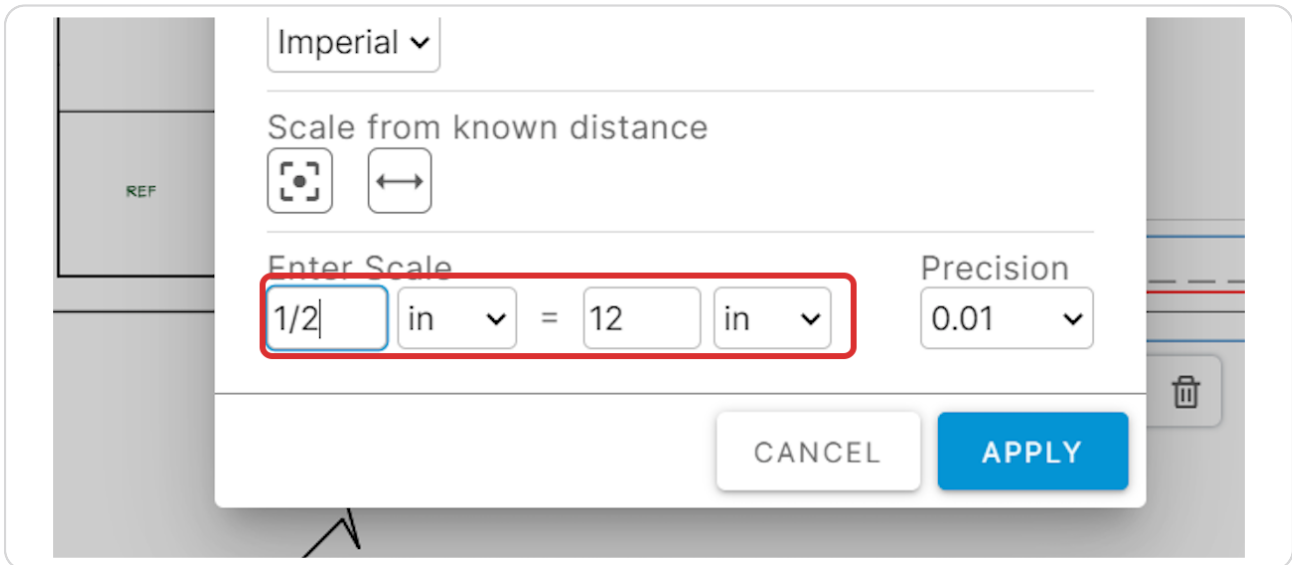 Imperial
Scale from known distance
REF
Enter Scale Precision
1/2 in = 12 in 0.01
CANCEL APPLY